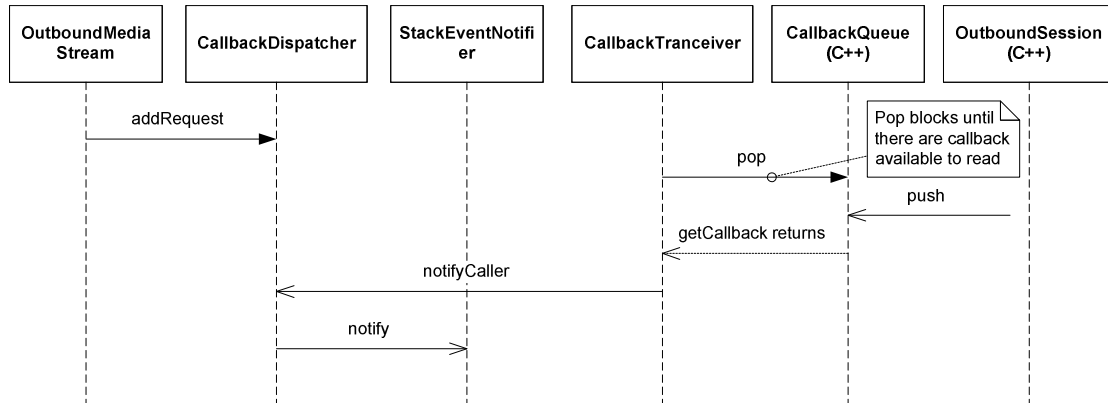 OutboundMedia
Stream
CallbackDispatcher
StackEventNotifi
er
CallbackTranceiver
CallbackQueue
(C++)
OutboundSession
(C++)
addRequest
Pop blocks until
there are callback
available to read
pop
push
getCallback returns
notifyCaller
notify